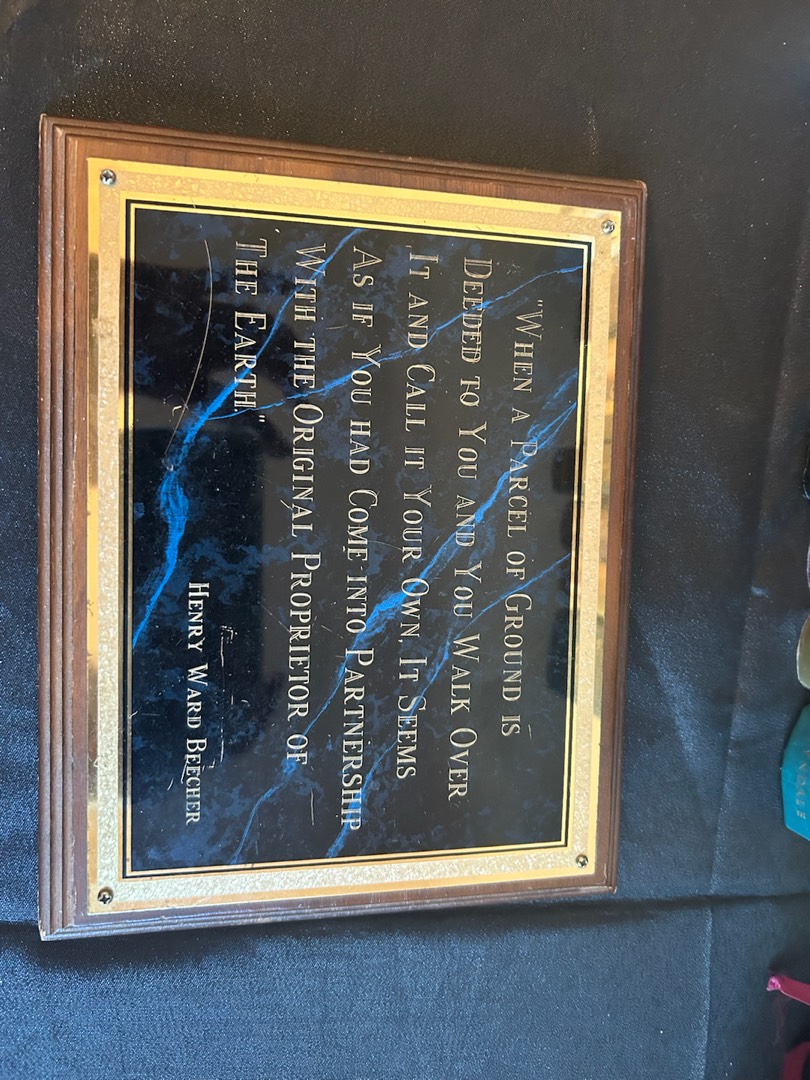 "When a Parcel of Ground is
Deeded to You and You Walk Over
It and Call it Your Own It Seems
As if You had Come into Partnership
With the Original Proprietor of
The Earth."
Henry Ward Beecher